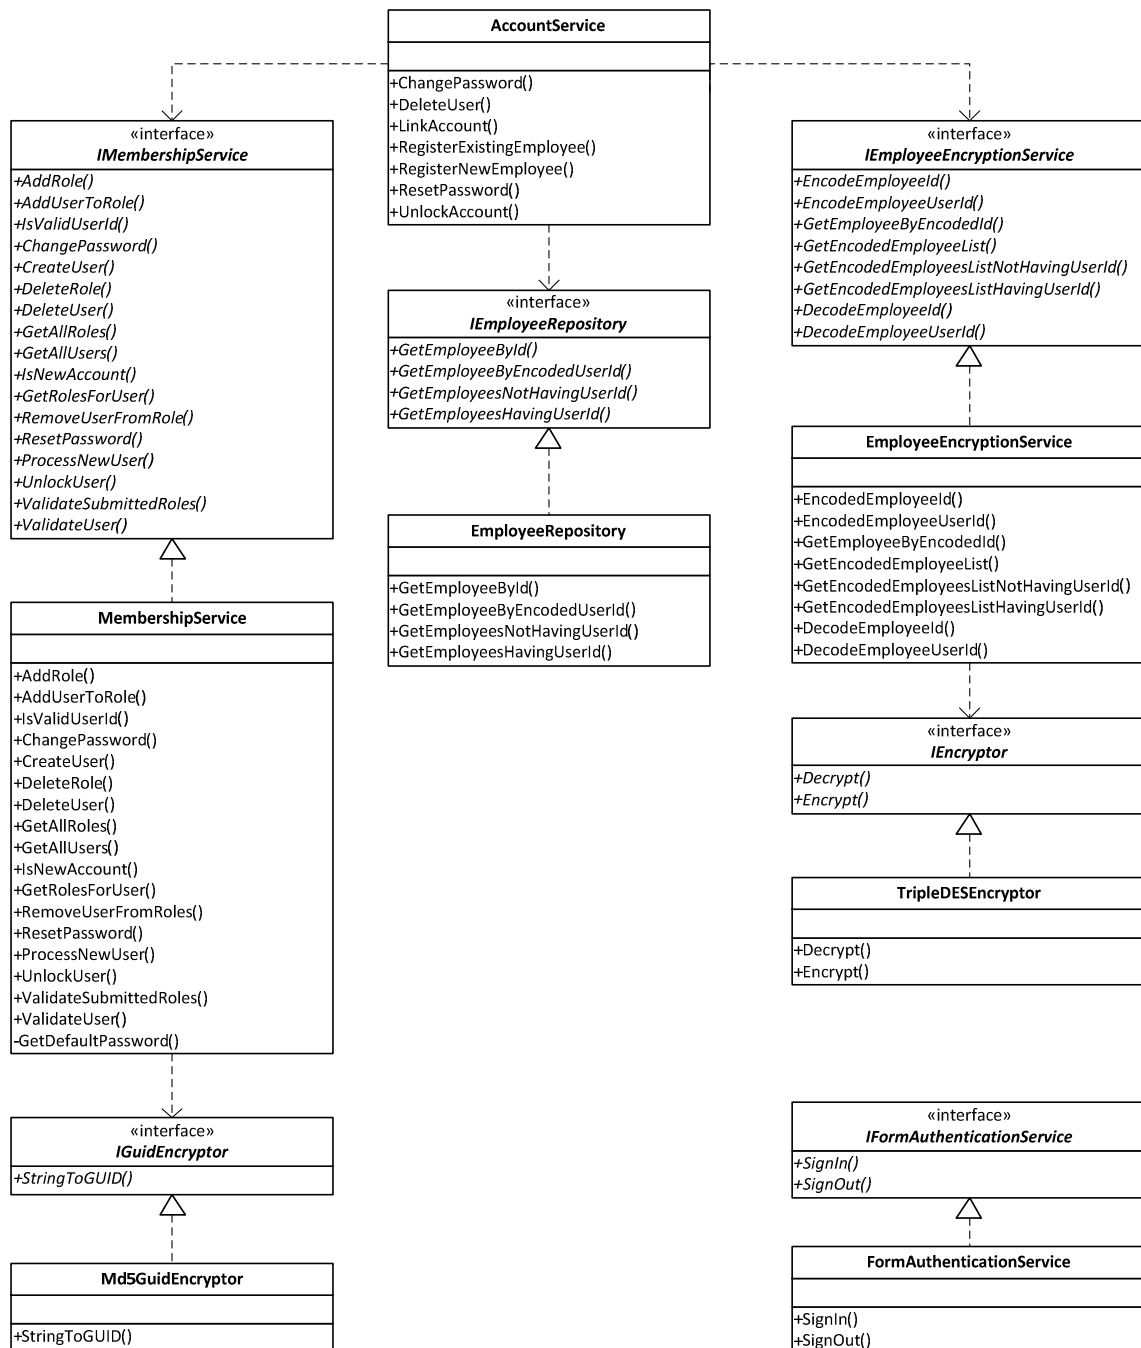 AccountService
+ChangePassword()
+DeleteUser()
+LinkAccount()
+RegisterExistingEmployee()
+RegisterNewEmployee()
+ResetPassword()
+UnlockAccount()
«interface»
IMembershipService
+AddRole()
+AddUserToRole()
+IsValidUserId()
+ChangePassword()
+CreateUser()
+DeleteRole()
+DeleteUser()
+GetAllRoles()
+GetAllUsers()
+IsNewAccount()
+GetRolesForUser()
+RemoveUserFromRole()
+ResetPassword()
+ProcessNewUser()
+UnlockUser()
+ValidateSubmittedRoles()
+ValidateUser()
«interface»
IEmployeeRepository
+GetEmployeeById()
+GetEmployeeByEncodedUserId()
+GetEmployeesNotHavingUserId()
+GetEmployeesHavingUserId()
«interface»
IEmployeeEncryptionService
+EncodeEmployeeId()
+EncodeEmployeeUserId()
+GetEmployeeByEncodedId()
+GetEncodedEmployeeList()
+GetEncodedEmployeesListNotHavingUserId()
+GetEncodedEmployeesListHavingUserId()
+DecodeEmployeeId()
+DecodeEmployeeUserId()
MembershipService
+AddRole()
+AddUserToRole()
+IsValidUserId()
+ChangePassword()
+CreateUser()
+DeleteRole()
+DeleteUser()
+GetAllRoles()
+GetAllUsers()
+IsNewAccount()
+GetRolesForUser()
+RemoveUserFromRoles()
+ResetPassword()
+ProcessNewUser()
+UnlockUser()
+ValidateSubmittedRoles()
+ValidateUser()
-GetDefaultPassword()
EmployeeRepository
+GetEmployeeById()
+GetEmployeeByEncodedUserId()
+GetEmployeesNotHavingUserId()
+GetEmployeesHavingUserId()
EmployeeEncryptionService
+EncodedEmployeeId()
+EncodedEmployeeUserId()
+GetEmployeeByEncodedId()
+GetEncodedEmployeeList()
+GetEncodedEmployeesListNotHavingUserId()
+GetEncodedEmployeesListHavingUserId()
+DecodeEmployeeId()
+DecodeEmployeeUserId()
«interface»
IEncryptor
+Decrypt()
+Encrypt()
TripleDESEncryptor
+Decrypt()
+Encrypt()
«interface»
IGuidEncryptor
+StringToGUID()
Md5GuidEncryptor
+StringToGUID()
«interface»
IFormAuthenticationService
+SignIn()
+SignOut()
FormAuthenticationService
+SignIn()
+SignOut()